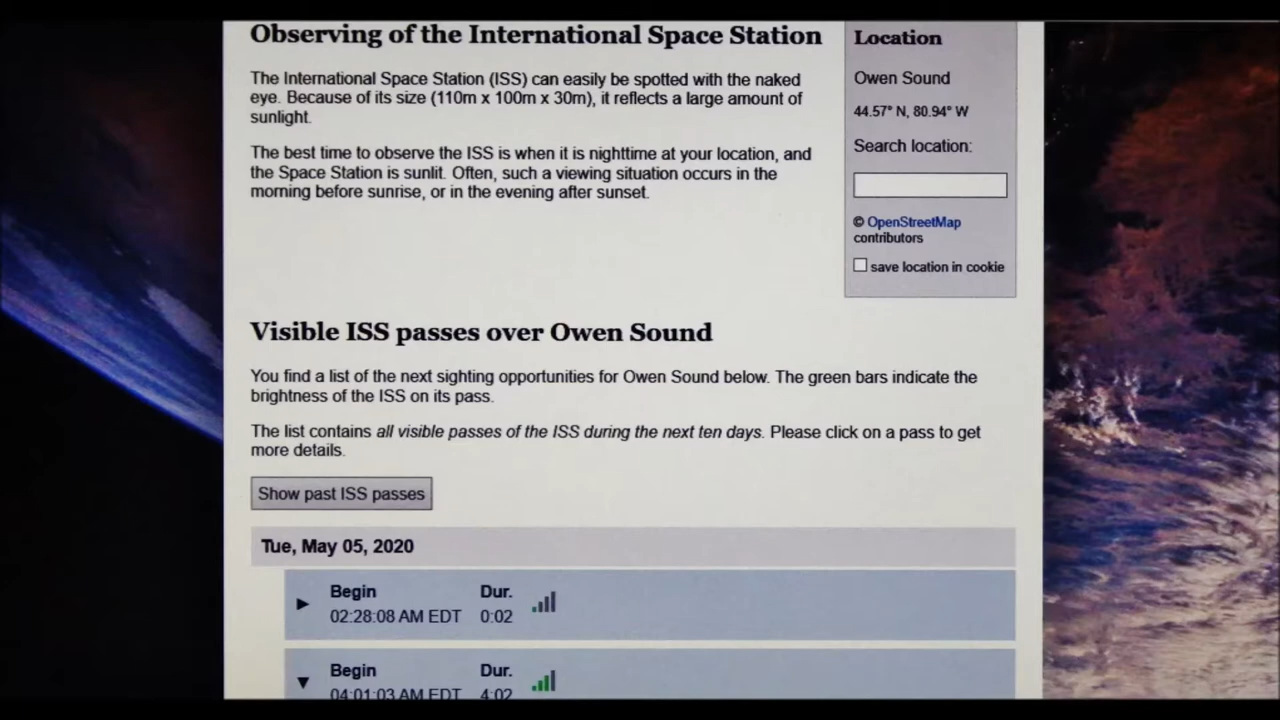 Observing of the International Space Station
The International Space Station (ISS) can easily be spotted with the naked
eye. Because of its size (110m x 100m x 30m), it reflects a large amount of
sunlight.
The best time to observe the ISS is when it is nighttime at your location, and
the Space Station is sunlit. Often, such a viewing situation occurs in the
morning before sunrise, or in the evening after sunset.
Location
Owen Sound
44.57° N, 80.94° W
Search location:
© OpenStreetMap
contributors
save location in cookie
Visible ISS passes over Owen Sound
You find a list of the next sighting opportunities for Owen Sound below. The green bars indicate the
brightness of the ISS on its pass.
The list contains all visible passes of the ISS during the next ten days. Please click on a pass to get
more details.
Show past ISS passes
Tue, May 05, 2020
Begin Dur.
02:28:08 AM EDT 0:02
Begin Dur.
04:01:03 AM EDT 4:02